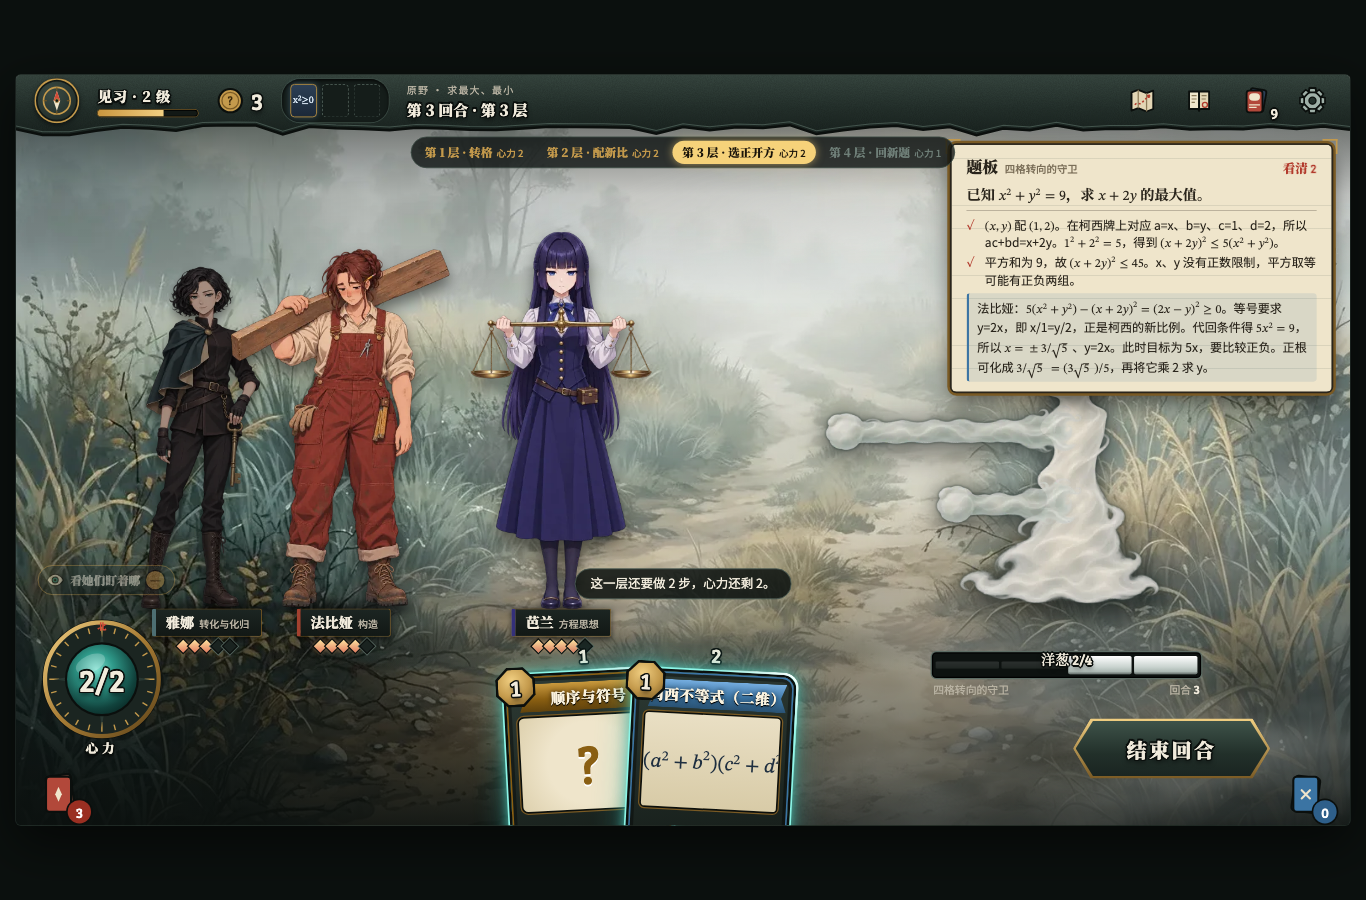 见习·2 级
? 3
x²≥0
原野 · 求最大、最小
第 3 回合·第 3 层
9
第 1 层 · 转格 心力 2
第 2 层 · 配新比 心力 2
第 3 层 · 选正开方 心力 2
第 4 层 · 回新题 心力 1
题板 四格转向的守卫 看清 2
已知 x² + y² = 9，求 x + 2y 的最大值。
√ (x, y) 配 (1, 2)。在柯西牌上对应 a=x、b=y、c=1、d=2，所以
ac+bd=x+2y。1² + 2² = 5，得到 (x + 2y)² ≤ 5(x² + y²)。
√ 平方和为 9，故 (x + 2y)² ≤ 45。x、y 没有正数限制，平方取等
可能有正负两组。
法比娅：5(x² + y²) − (x + 2y)² = (2x − y)² ≥ 0。等号要求
y=2x，即 x/1=y/2，正是柯西的新比例。代回条件得 5x² = 9，
所以 x = ± 3/√5 、y=2x。此时目标为 5x，要比较正负。正根
可化成 3/√5 = (3√5 )/5，再将它乘 2 求 y。
看她们盯着哪
这一层还要做 2 步，心力还剩 2。
雅娜 转化与化归
法比娅 构造
芭兰 方程思想
2/2
心力
3
1
1
顺序与符号
?
2
1
西不等式（二维）
(a² + b²)(c² + d²
洋葱 2/4
四格转向的守卫
回合 3
结束回合
0